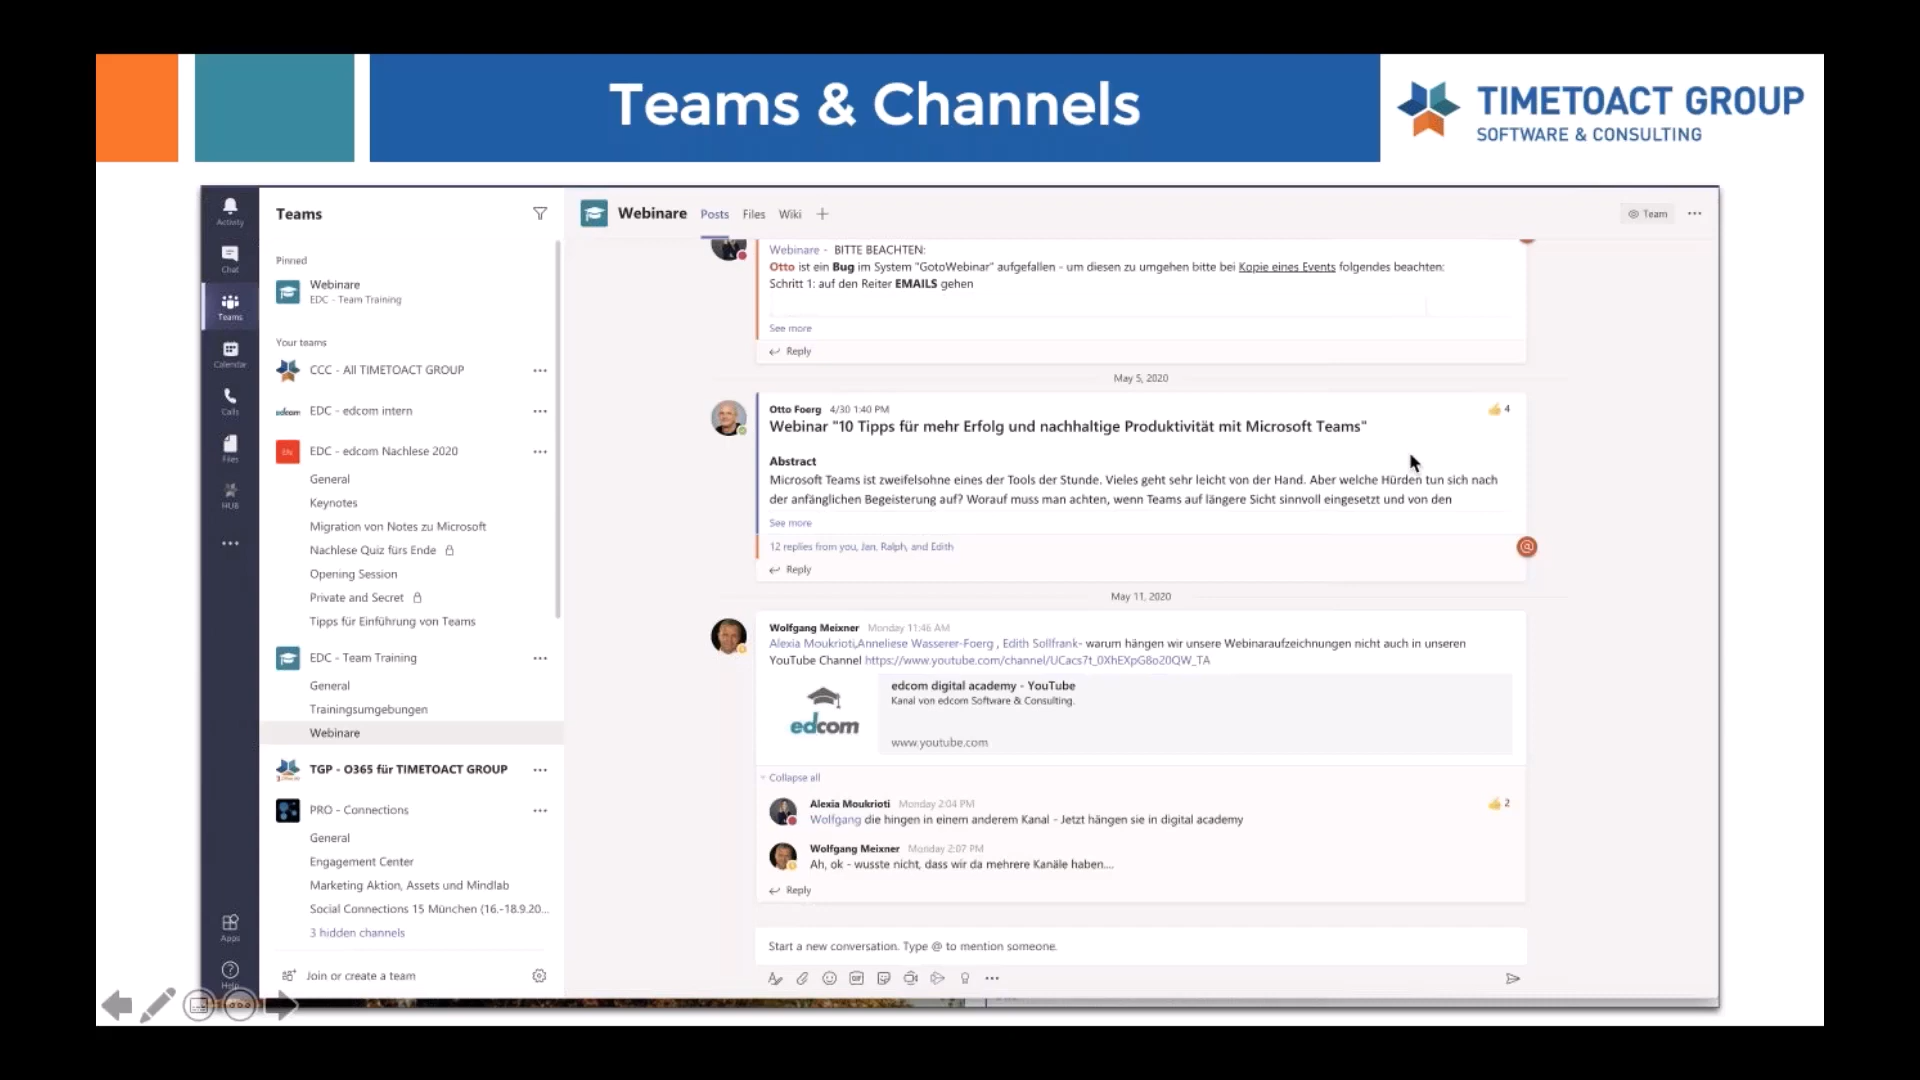 Teams & Channels
TIMETOACT GROUP
SOFTWARE & CONSULTING
Activity
Chat
Teams
Calendar
Calls
Files
HUB
Apps
Help
Teams
Pinned
Webinare
EDC - Team Training
Your teams
CCC - All TIMETOACT GROUP
edcom
EDC - edcom intern
EN
EDC - edcom Nachlese 2020
General
Keynotes
Migration von Notes zu Microsoft
Nachlese Quiz fürs Ende
Opening Session
Private and Secret
Tipps für Einführung von Teams
EDC - Team Training
General
Trainingsumgebungen
Webinare
TGP - O365 für TIMETOACT GROUP
PRO - Connections
General
Engagement Center
Marketing Aktion, Assets und Mindlab
Social Connections 15 München (16.-18.9.20...
3 hidden channels
Join or create a team
Webinare Posts Files Wiki
Team
Webinare - BITTE BEACHTEN:
Otto ist ein Bug im System "GotoWebinar" aufgefallen - um diesen zu umgehen bitte bei Kopie eines Events folgendes beachten:
Schritt 1: auf den Reiter EMAILS gehen
See more
Reply
May 5, 2020
Otto Foerg 4/30 1:40 PM
4
Webinar "10 Tipps für mehr Erfolg und nachhaltige Produktivität mit Microsoft Teams"
Abstract
Microsoft Teams ist zweifelsohne eines der Tools der Stunde. Vieles geht sehr leicht von der Hand. Aber welche Hürden tun sich nach
der anfänglichen Begeisterung auf? Worauf muss man achten, wenn Teams auf längere Sicht sinnvoll eingesetzt und von den
See more
12 replies from you, Jan, Ralph, and Edith
Reply
May 11, 2020
Wolfgang Meixner Monday 11:46 AM
Alexia Moukrioti,Anneliese Wasserer-Foerg , Edith Sollfrank- warum hängen wir unsere Webinaraufzeichnungen nicht auch in unseren
YouTube Channel https://www.youtube.com/channel/UCacs7t_0XhEXpG8o20QW_TA
edcom
edcom digital academy - YouTube
Kanal von edcom Software & Consulting.
www.youtube.com
Collapse all
Alexia Moukrioti Monday 2:04 PM
2
Wolfgang die hingen in einem anderem Kanal - Jetzt hängen sie in digital academy
Wolfgang Meixner Monday 2:07 PM
Ah, ok - wusste nicht, dass wir da mehrere Kanäle haben....
Reply
Start a new conversation. Type @ to mention someone.
GIF